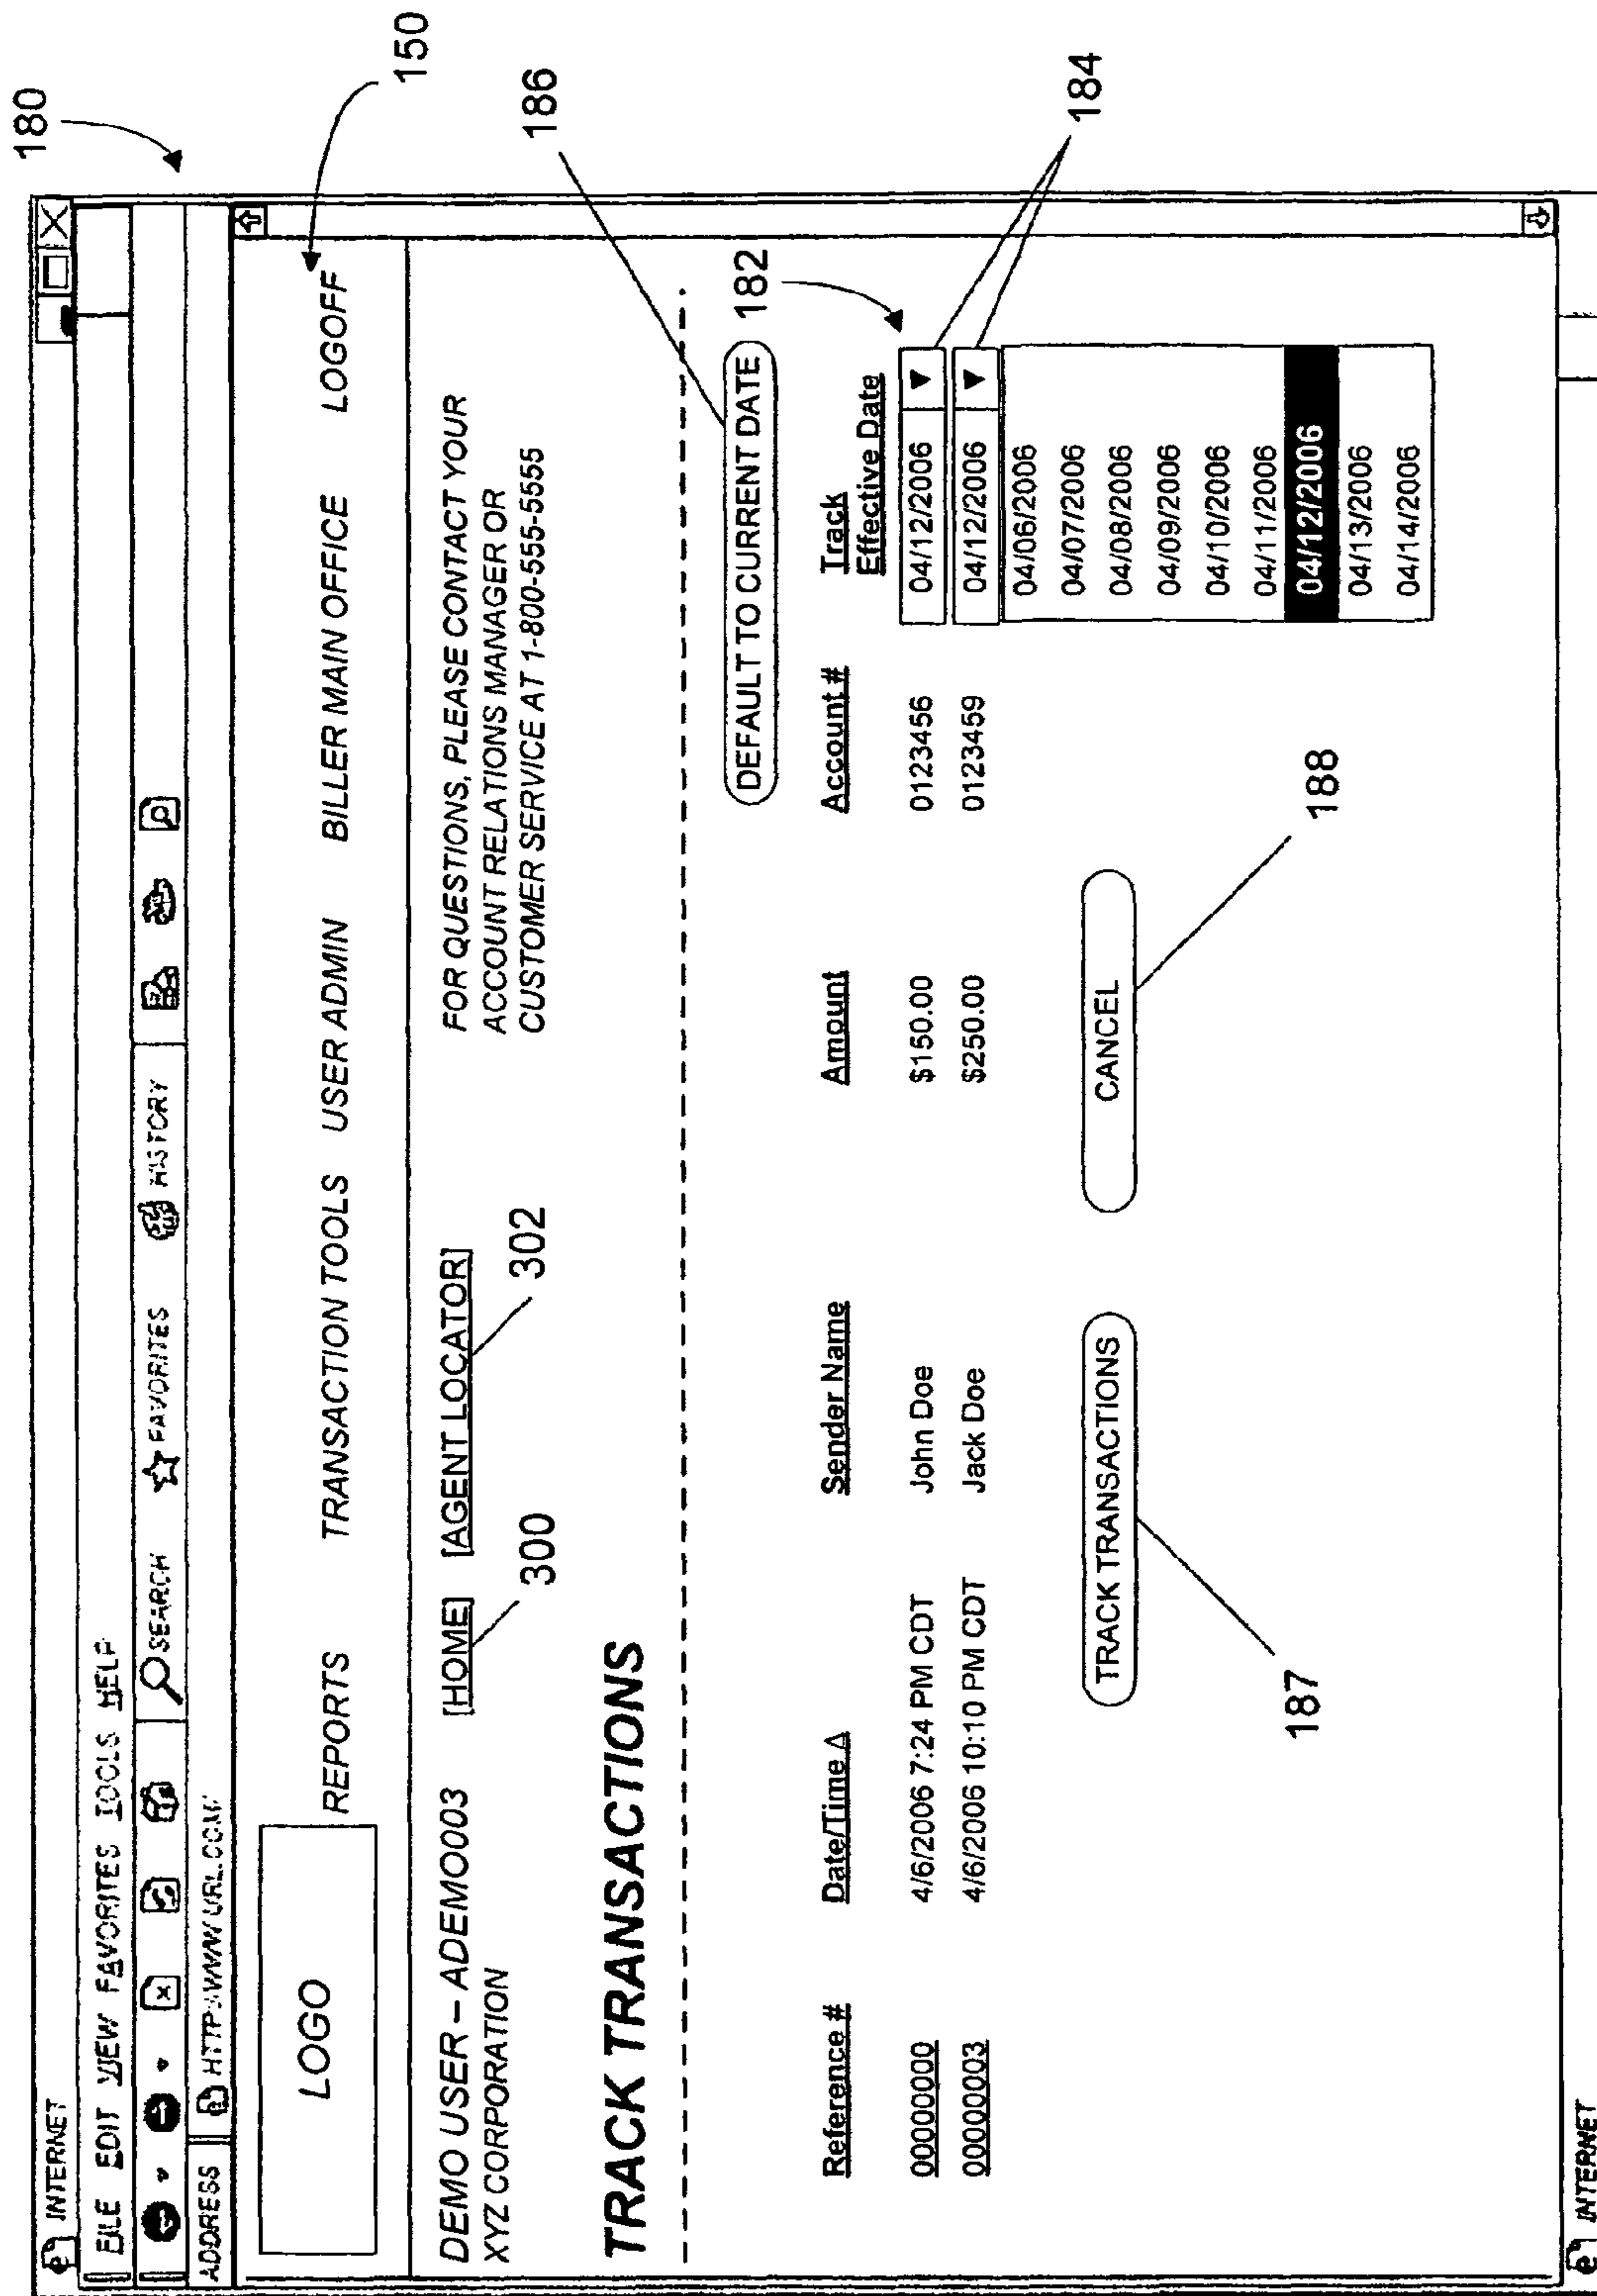 180
INTERNET
FILE EDIT VIEW FAVORITES TOOLS HELP
SEARCH FAVORITES HISTORY
ADDRESS HTTP://WWW.URL.COM/
150
LOGO
REPORTS TRANSACTION TOOLS USER ADMIN BILLER MAIN OFFICE LOGOFF
DEMO USER – ADEMO003 [HOME] [AGENT LOCATOR] FOR QUESTIONS, PLEASE CONTACT YOUR
XYZ CORPORATION ACCOUNT RELATIONS MANAGER OR
CUSTOMER SERVICE AT 1-800-555-5555
300 302 186
TRACK TRANSACTIONS
DEFAULT TO CURRENT DATE 182
Reference # Date/Time Δ Sender Name Amount Account # Track
Effective Date
00000000 4/6/2006 7:24 PM CDT John Doe $150.00 0123456 04/12/2006 ▼
00000003 4/6/2006 10:10 PM CDT Jack Doe $250.00 0123459 04/12/2006 ▼
04/06/2006
04/07/2006
04/08/2006
04/09/2006
04/10/2006
04/11/2006
04/12/2006
04/13/2006
04/14/2006
184
TRACK TRANSACTIONS CANCEL
187 188
INTERNET